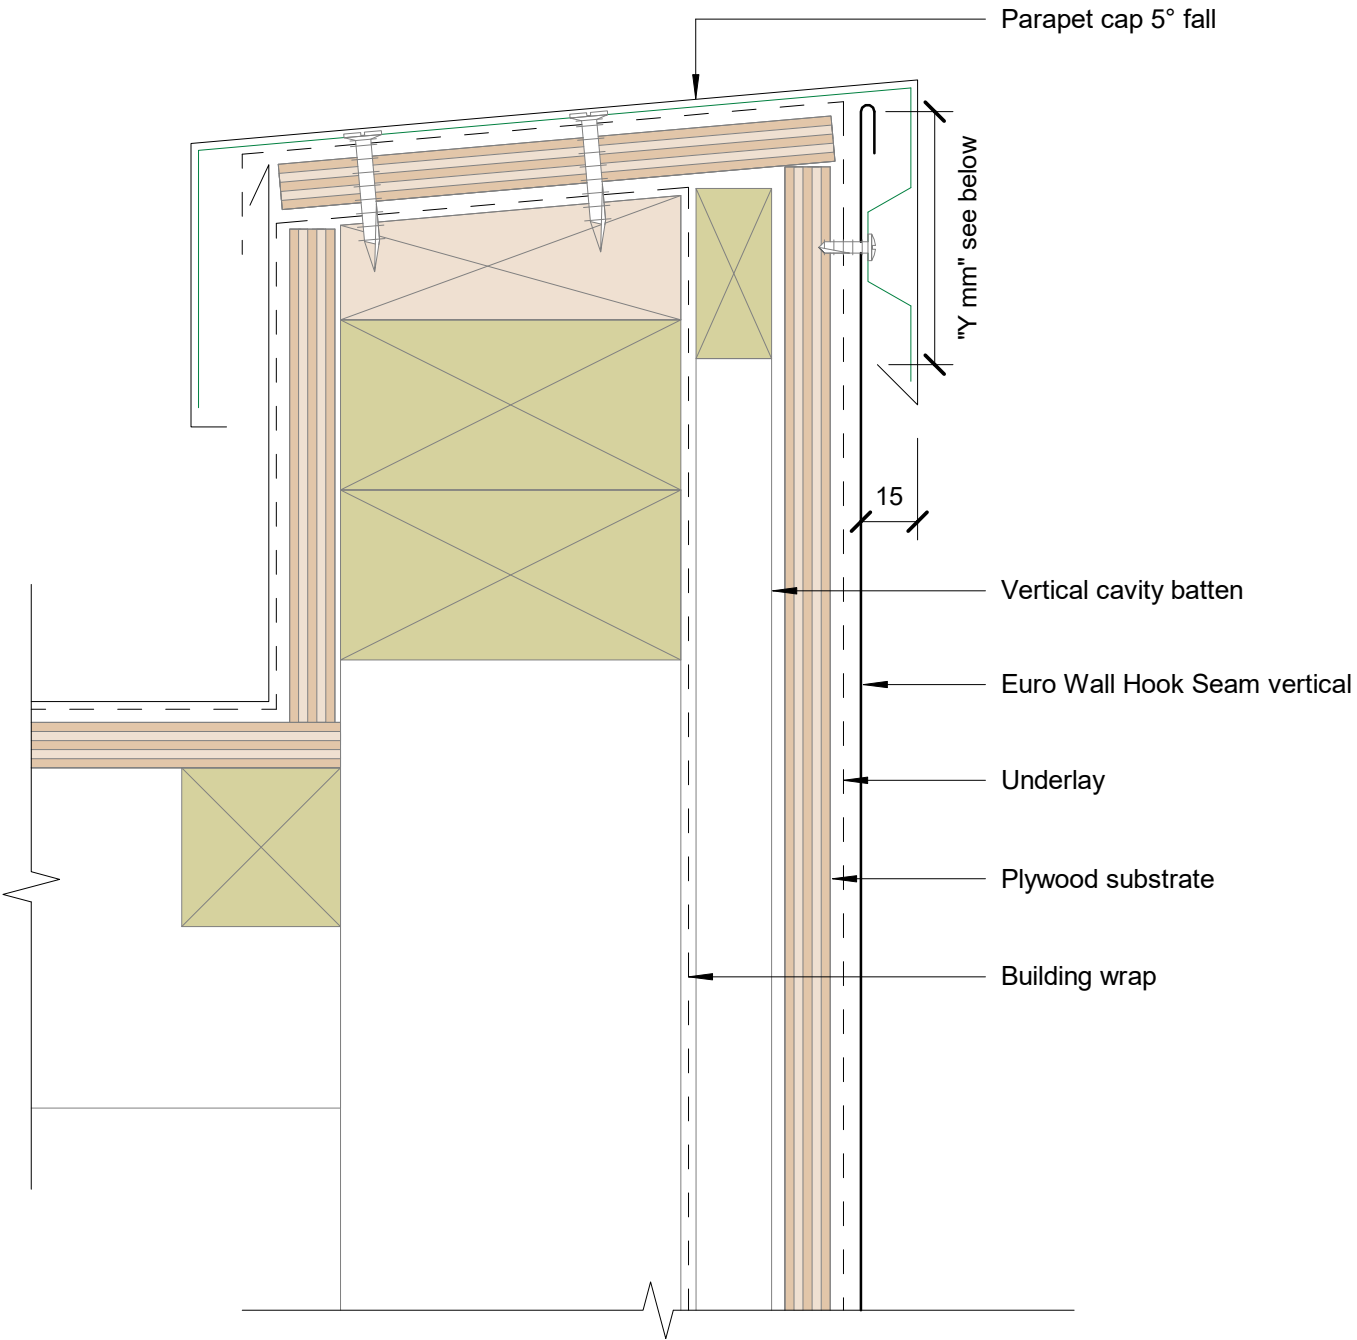 Parapet cap 5° fall
"Y mm" see below
15
Vertical cavity batten
Euro Wall Hook Seam vertical
Underlay
Plywood substrate
Building wrap